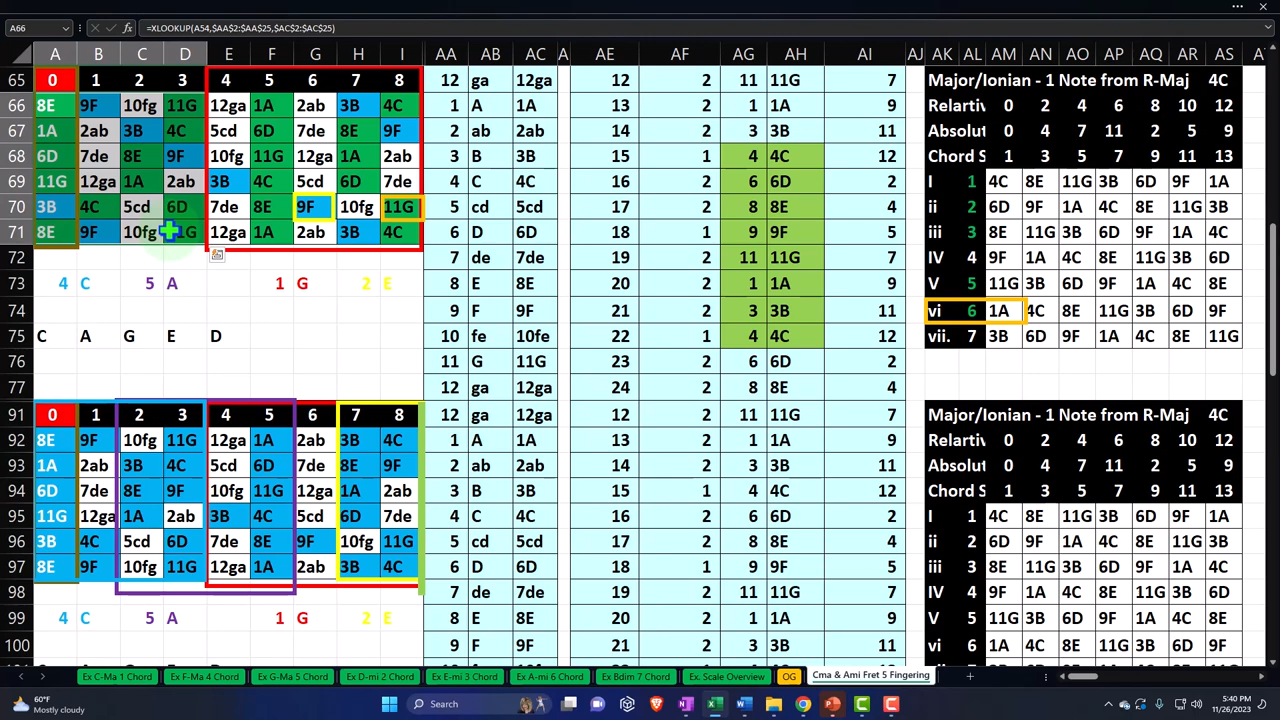 A66 fx =XLOOKUP(A54,$AA$2:$AA$25,$AC$2:$AC$25)
A B C D E F G H I AA AB AC A AE AF AG AH AI AJ AK AL AM AN AO AP AQ AR AS A
65 0 1 2 3 4 5 6 7 8 12 ga 12ga 12 2 11 11G 7 Major/Ionian - 1 Note from R-Maj 4C
66 8E 9F 10fg 11G 12ga 1A 2ab 3B 4C 1 A 1A 13 2 1 1A 9 Relartiv 0 2 4 6 8 10 12
67 1A 2ab 3B 4C 5cd 6D 7de 8E 9F 2 ab 2ab 14 2 3 3B 11 Absolut 0 4 7 11 2 5 9
68 6D 7de 8E 9F 10fg 11G 12ga 1A 2ab 3 B 3B 15 1 4 4C 12 Chord S 1 3 5 7 9 11 13
69 11G 12ga 1A 2ab 3B 4C 5cd 6D 7de 4 C 4C 16 2 6 6D 2 I 1 4C 8E 11G 3B 6D 9F 1A
70 3B 4C 5cd 6D 7de 8E 9F 10fg 11G 5 cd 5cd 17 2 8 8E 4 ii 2 6D 9F 1A 4C 8E 11G 3B
71 8E 9F 10fg 1G 12ga 1A 2ab 3B 4C 6 D 6D 18 1 9 9F 5 iii 3 8E 11G 3B 6D 9F 1A 4C
72 7 de 7de 19 2 11 11G 7 IV 4 9F 1A 4C 8E 11G 3B 6D
73 4 C 5 A 1 G 2 E 8 E 8E 20 2 1 1A 9 V 5 11G 3B 6D 9F 1A 4C 8E
74 9 F 9F 21 2 3 3B 11 vi 6 1A 4C 8E 11G 3B 6D 9F
75 C A G E D 10 fe 10fe 22 1 4 4C 12 vii. 7 3B 6D 9F 1A 4C 8E 11G
76 11 G 11G 23 2 6 6D 2
77 12 ga 12ga 24 2 8 8E 4
91 0 1 2 3 4 5 6 7 8 12 ga 12ga 12 2 11 11G 7 Major/Ionian - 1 Note from R-Maj 4C
92 8E 9F 10fg 11G 12ga 1A 2ab 3B 4C 1 A 1A 13 2 1 1A 9 Relartiv 0 2 4 6 8 10 12
93 1A 2ab 3B 4C 5cd 6D 7de 8E 9F 2 ab 2ab 14 2 3 3B 11 Absolut 0 4 7 11 2 5 9
94 6D 7de 8E 9F 10fg 11G 12ga 1A 2ab 3 B 3B 15 1 4 4C 12 Chord S 1 3 5 7 9 11 13
95 11G 12ga 1A 2ab 3B 4C 5cd 6D 7de 4 C 4C 16 2 6 6D 2 I 1 4C 8E 11G 3B 6D 9F 1A
96 3B 4C 5cd 6D 7de 8E 9F 10fg 11G 5 cd 5cd 17 2 8 8E 4 ii 2 6D 9F 1A 4C 8E 11G 3B
97 8E 9F 10fg 11G 12ga 1A 2ab 3B 4C 6 D 6D 18 1 9 9F 5 iii 3 8E 11G 3B 6D 9F 1A 4C
98 7 de 7de 19 2 11 11G 7 IV 4 9F 1A 4C 8E 11G 3B 6D
99 4 C 5 A 1 G 2 E 8 E 8E 20 2 1 1A 9 V 5 11G 3B 6D 9F 1A 4C 8E
100 9 F 9F 21 2 3 3B 11 vi 6 1A 4C 8E 11G 3B 6D 9F
Ex C-Ma 1 Chord Ex F-Ma 4 Chord Ex G-Ma 5 Chord Ex D-mi 2 Chord Ex E-mi 3 Chord Ex A-mi 6 Chord Ex Bdim 7 Chord Ex. Scale Overview OG Cma & Ami Fret 5 Fingering
60°F
Mostly cloudy
Search
5:40 PM
11/26/2023